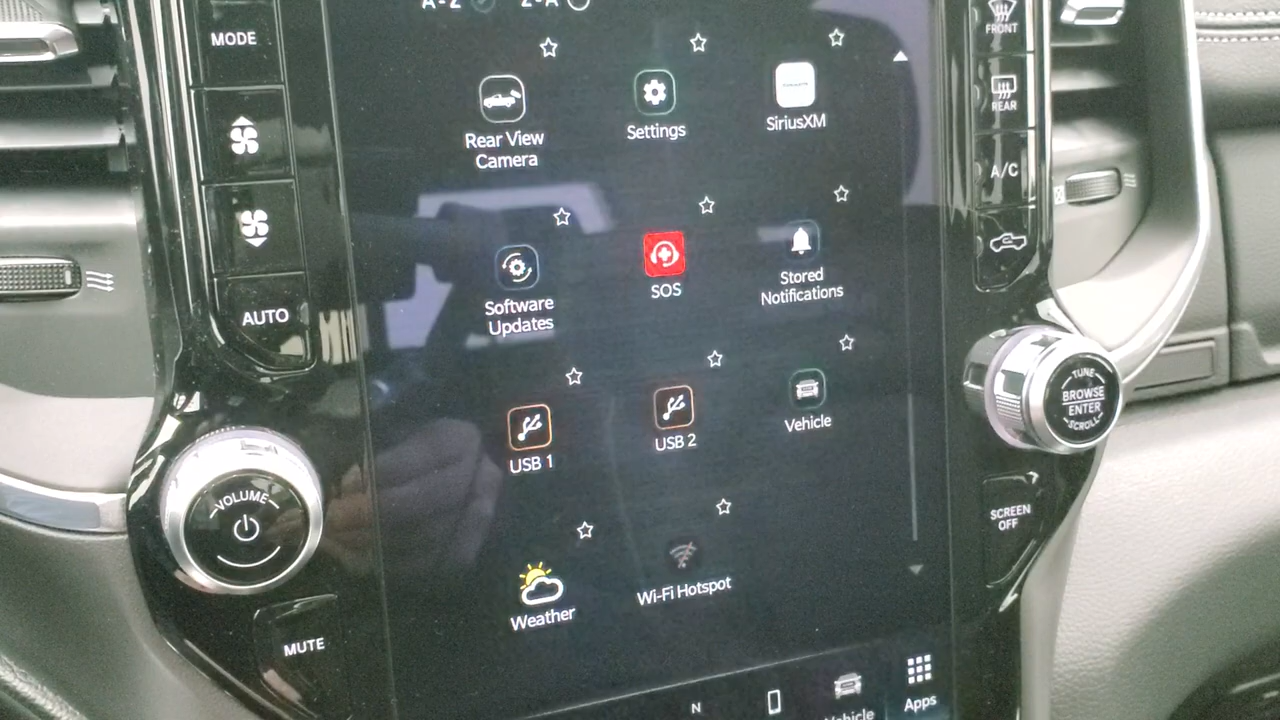 A-Z Z-A
MODE
FRONT
Rear View
Camera
Settings
SiriusXM
REAR
A/C
Software
Updates
SOS
Stored
Notifications
AUTO
USB 1
USB 2
Vehicle
TUNE
BROWSE
ENTER
SCROLL
VOLUME
SCREEN
OFF
Weather
Wi-Fi Hotspot
MUTE
N
Vehicle
Apps